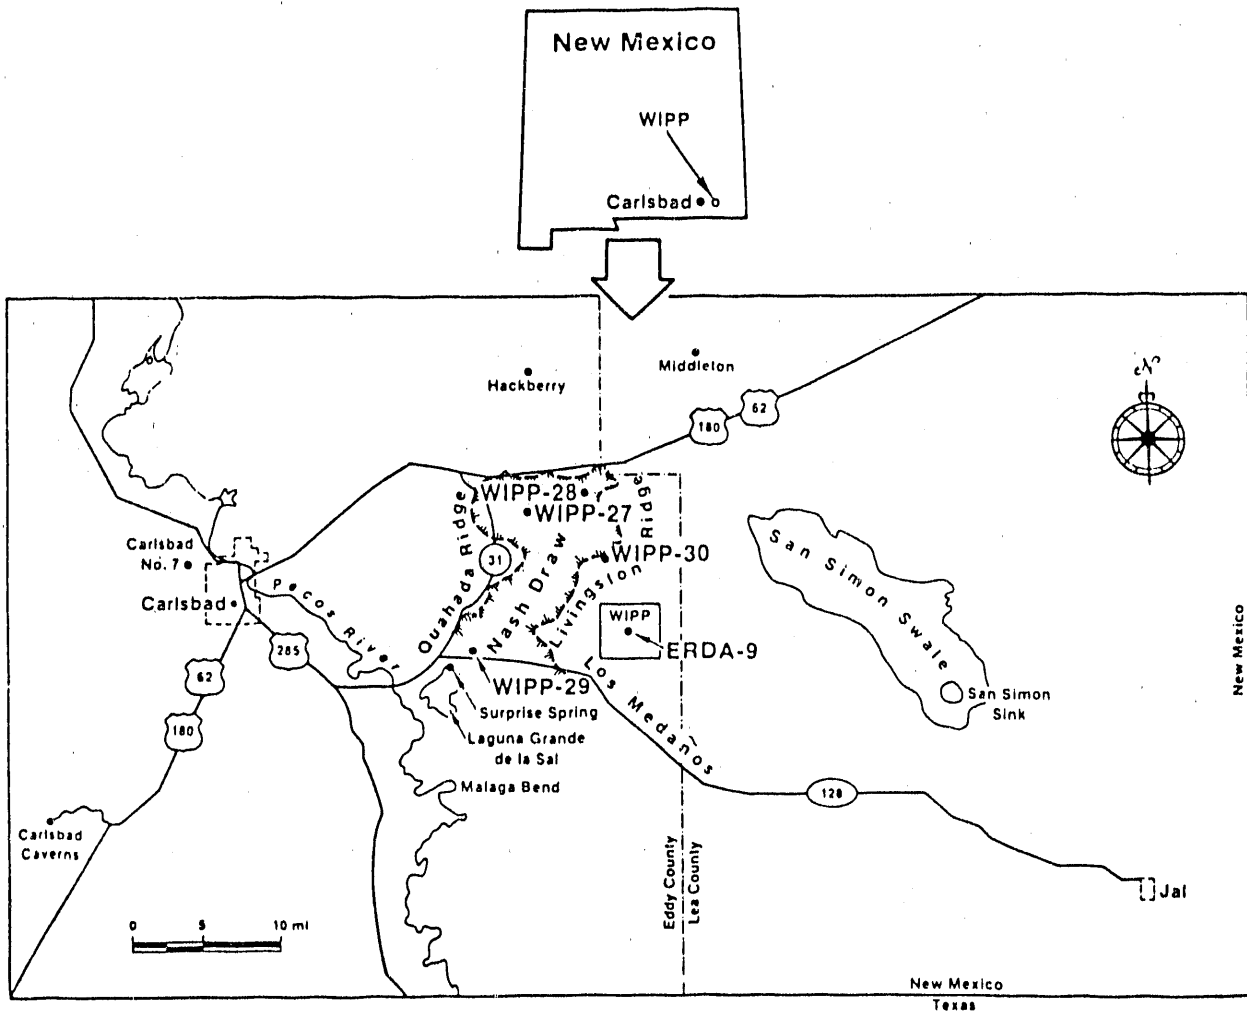 New Mexico
WIPP
Carlsbad
N
Middleton
Hackberry
62
180
WIPP-28
WIPP-27
Quahada Ridge
31
Nash Draw
Livingston Ridge
WIPP-30
Carlsbad
No. 7
Carlsbad
Pecos River
285
62
180
WIPP
ERDA-9
WIPP-29
Surprise Spring
Laguna Grande
de la Sal
Malaga Bend
Los Medaños
San Simon Swale
San Simon
Sink
New Mexico
128
Carlsbad
Caverns
Eddy County
Lea County
Jal
0 5 10 mi
New Mexico
Texas